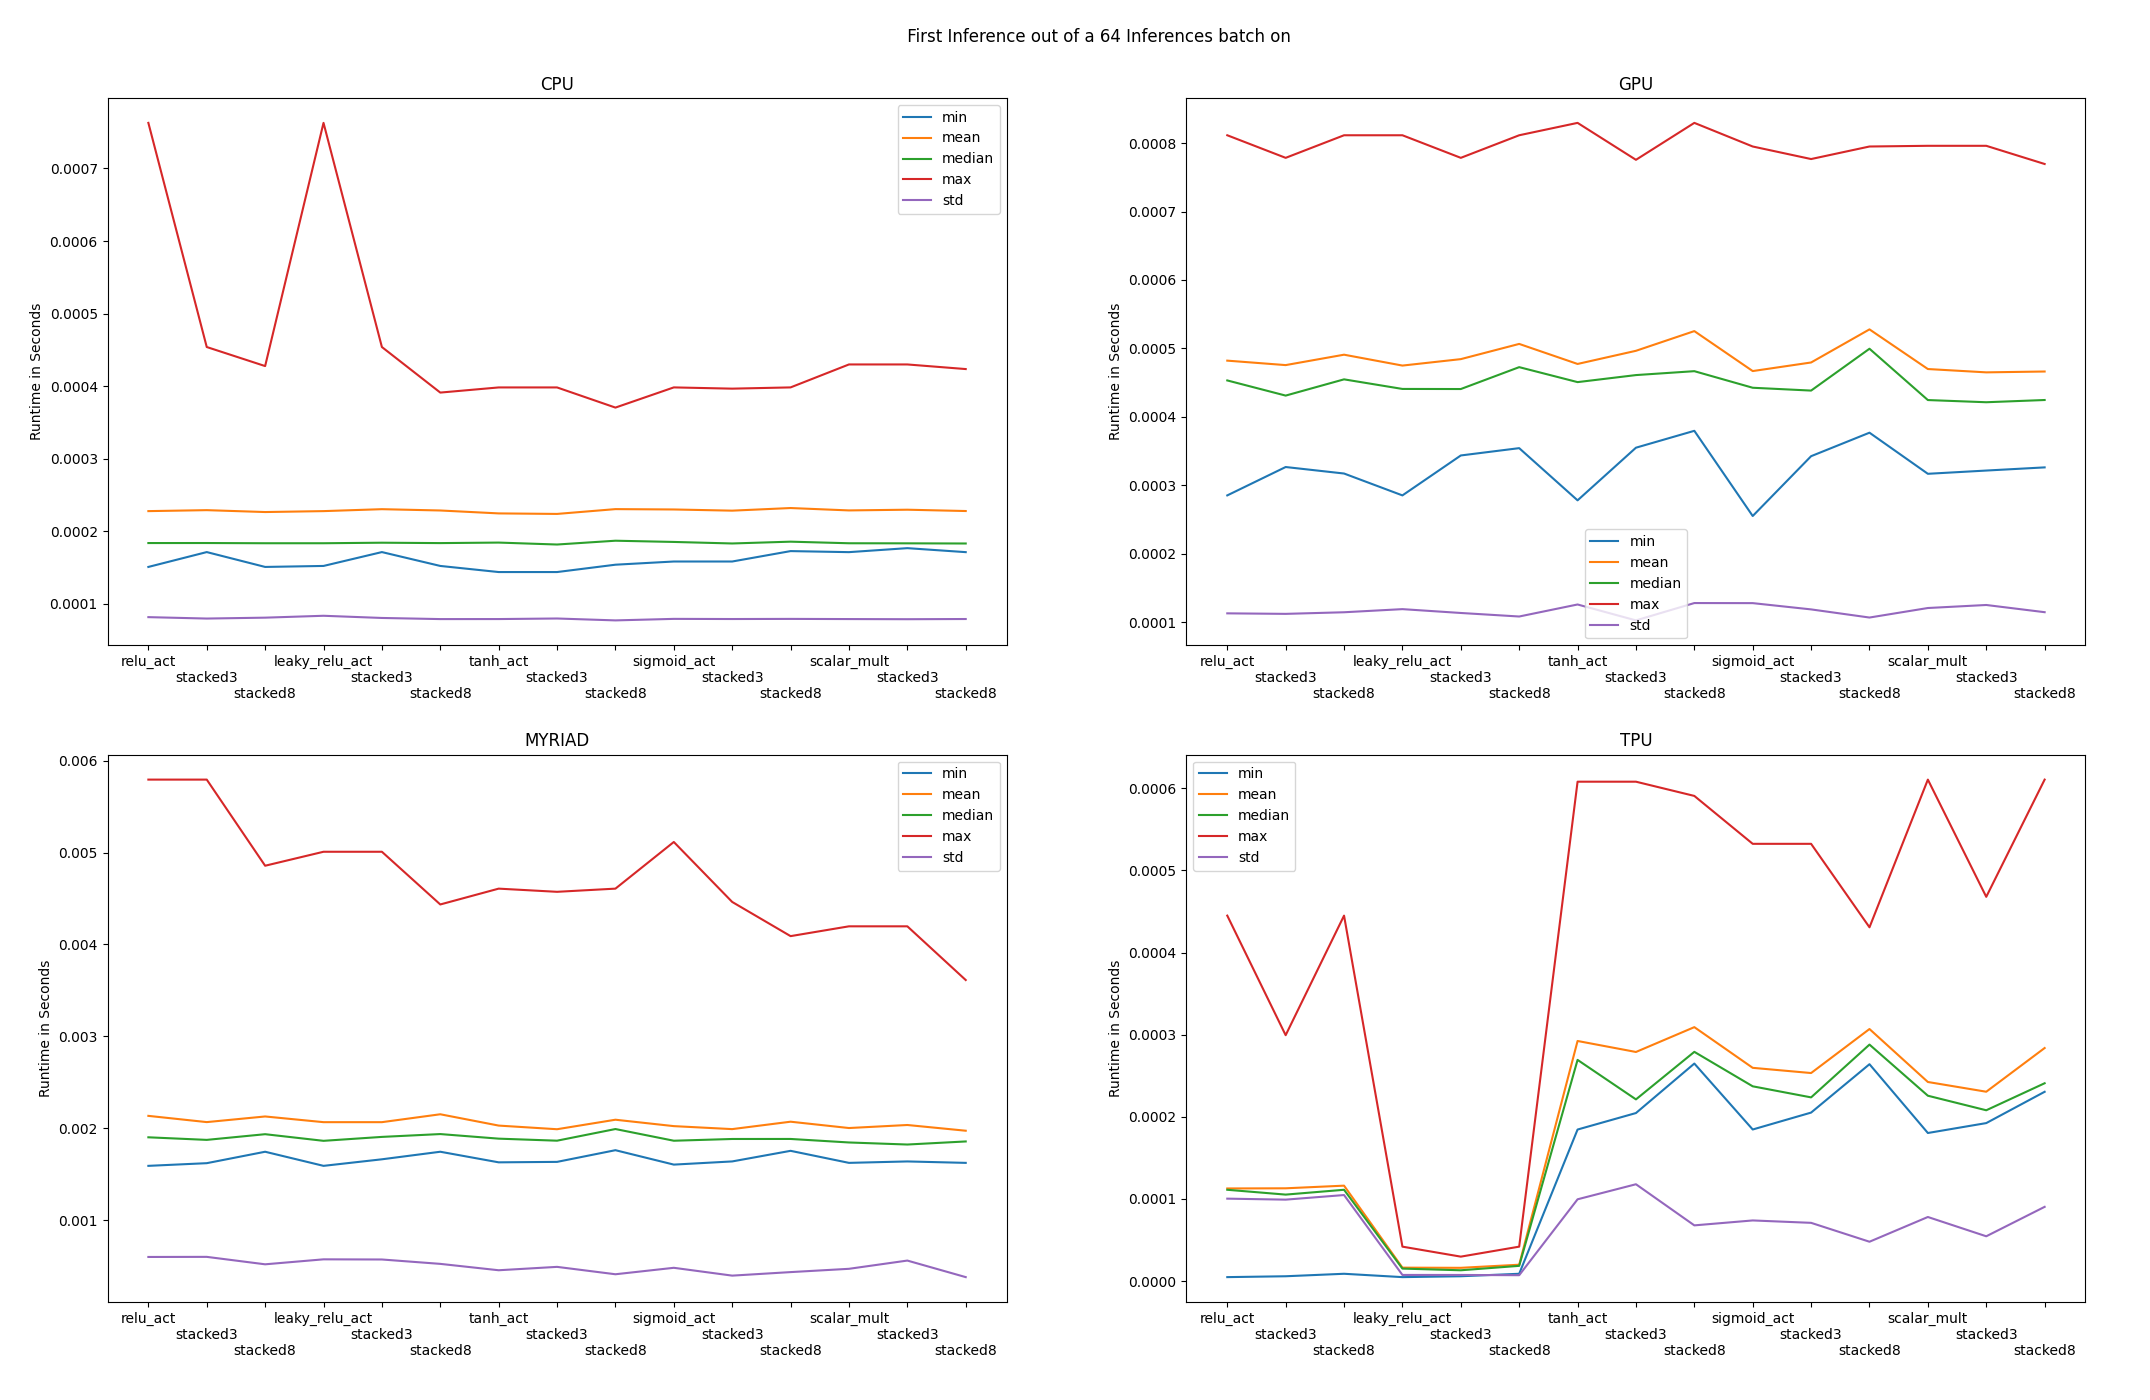 First Inference out of a 64 Inferences batch on
CPU
Runtime in Seconds
0.0007
0.0006
0.0005
0.0004
0.0003
0.0002
0.0001
min
mean
median
max
std
relu_act
stacked3
stacked8
leaky_relu_act
stacked3
stacked8
tanh_act
stacked3
stacked8
sigmoid_act
stacked3
stacked8
scalar_mult
stacked3
stacked8
GPU
Runtime in Seconds
0.0008
0.0007
0.0006
0.0005
0.0004
0.0003
0.0002
0.0001
min
mean
median
max
std
relu_act
stacked3
stacked8
leaky_relu_act
stacked3
stacked8
tanh_act
stacked3
stacked8
sigmoid_act
stacked3
stacked8
scalar_mult
stacked3
stacked8
MYRIAD
Runtime in Seconds
0.006
0.005
0.004
0.003
0.002
0.001
min
mean
median
max
std
relu_act
stacked3
stacked8
leaky_relu_act
stacked3
stacked8
tanh_act
stacked3
stacked8
sigmoid_act
stacked3
stacked8
scalar_mult
stacked3
stacked8
TPU
Runtime in Seconds
0.0006
0.0005
0.0004
0.0003
0.0002
0.0001
0.0000
min
mean
median
max
std
relu_act
stacked3
stacked8
leaky_relu_act
stacked3
stacked8
tanh_act
stacked3
stacked8
sigmoid_act
stacked3
stacked8
scalar_mult
stacked3
stacked8